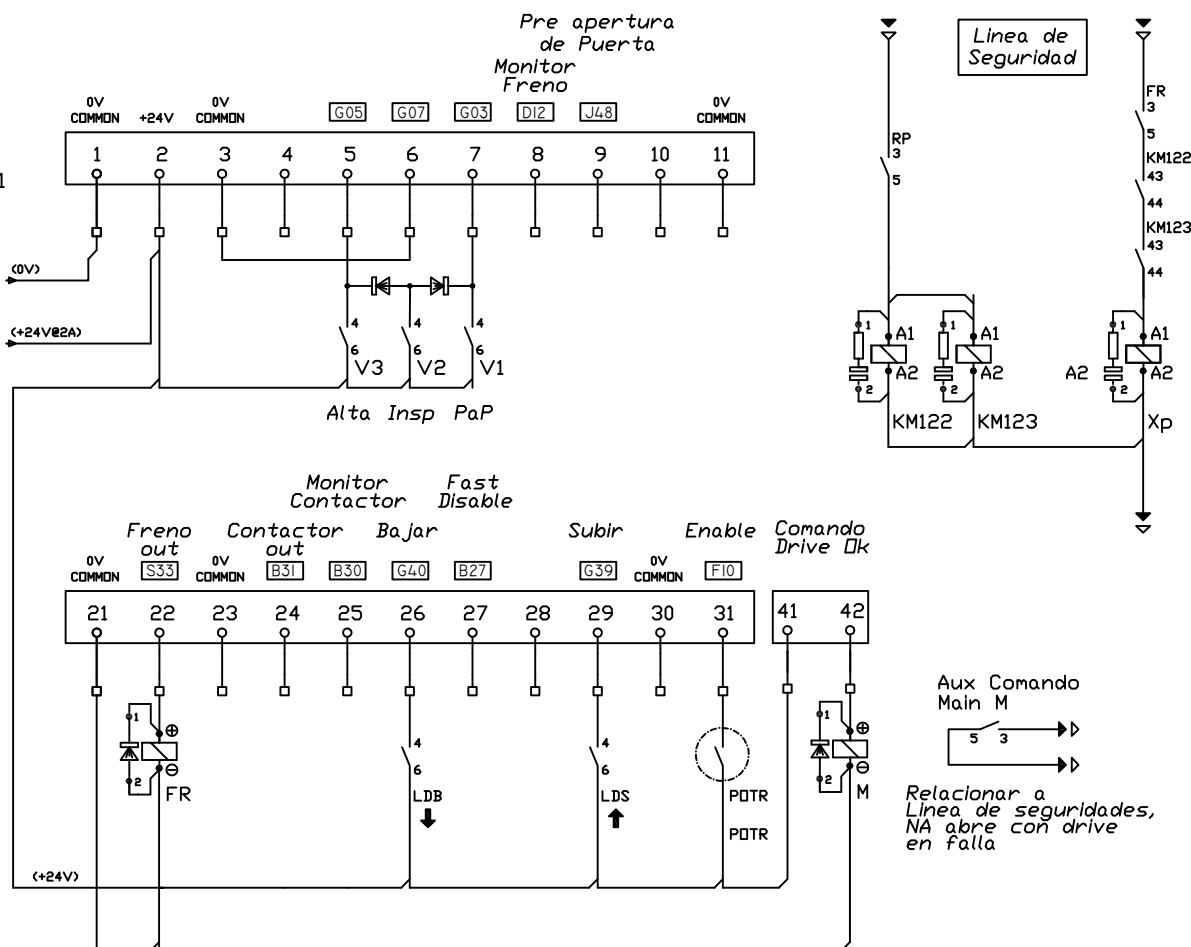 Pre apertura
de Puerta
Monitor
Freno
0V
COMMON
+24V
0V
COMMON
G05
G07
G03
D12
J48
0V
COMMON
1 2 3 4 5 6 7 8 9 10 11
1
(0V)
(+24V@2A)
4
6
V3
4
6
V2
4
6
V1
Alta Insp PaP
Linea de
Seguridad
RP
3
5
FR
3
5
KM122
43
44
KM123
43
44
1
A1
A2
2
KM122
1
A1
A2
2
KM123
A2
1
A1
A2
2
Xp
Monitor
Contactor
Fast
Disable
Freno
out
Contactor
out
Bajar
Subir
Enable
Comando
Drive Ok
0V
COMMON
S33
0V
COMMON
B31
B30
G40
B27
G39
0V
COMMON
F10
21 22 23 24 25 26 27 28 29 30 31 41 42
1
2
FR
4
6
LDB
4
6
LDS
POTR
POTR
1
2
M
(+24V)
Aux Comando
Main M
5 3
Relacionar a
Linea de seguridades,
NA abre con drive
en falla